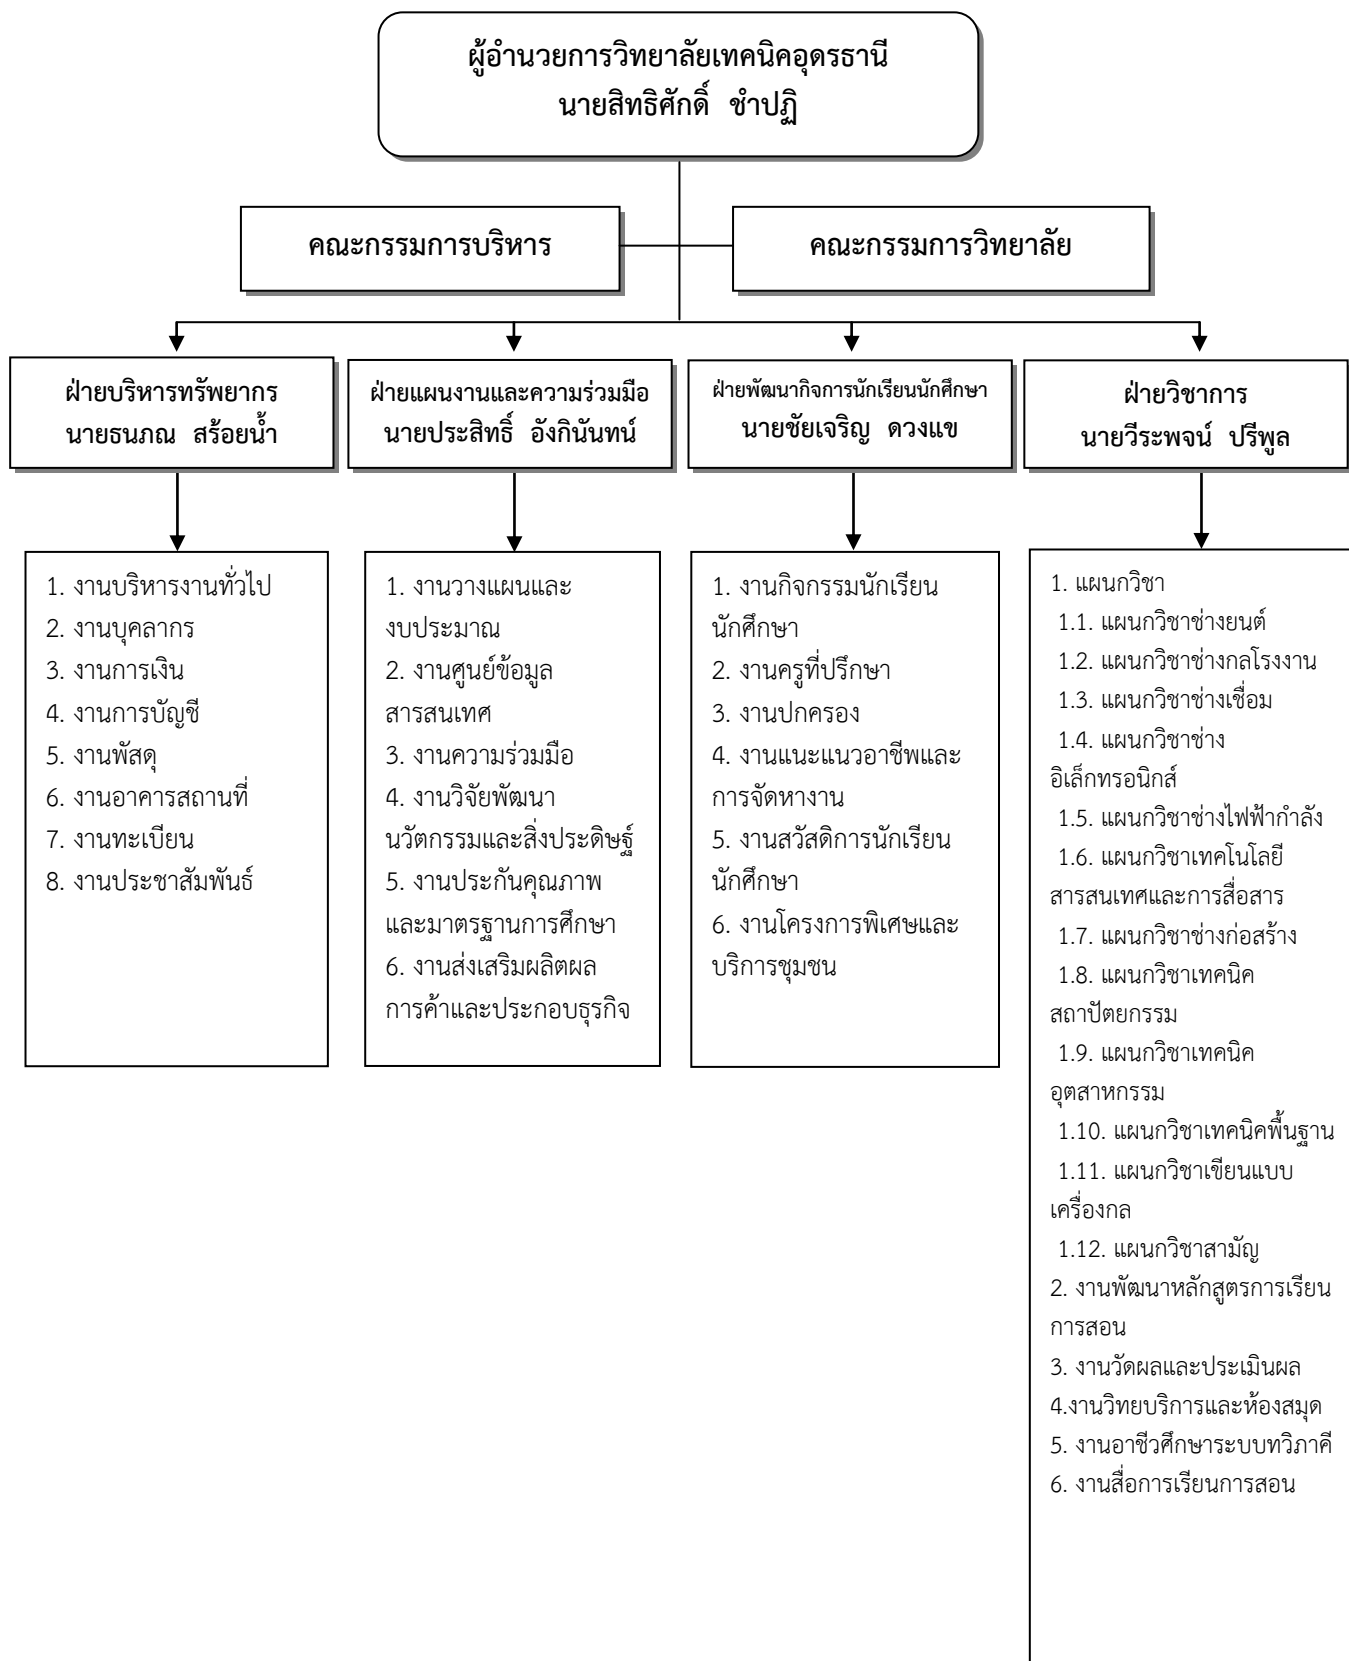 ผู้อำนวยการวิทยาลัยเทคนิคอุดรธานี
นายสิทธิศักดิ์ ชำปฏิ
คณะกรรมการบริหาร
คณะกรรมการวิทยาลัย
ฝ่ายบริหารทรัพยากร
นายธนภณ สร้อยน้ำ
ฝ่ายแผนงานและความร่วมมือ
นายประสิทธิ์ อังกินันทน์
ฝ่ายพัฒนากิจการนักเรียนนักศึกษา
นายชัยเจริญ ดวงแข
ฝ่ายวิชาการ
นายวีระพจน์ ปรีพูล
1. งานบริหารงานทั่วไป
2. งานบุคลากร
3. งานการเงิน
4. งานการบัญชี
5. งานพัสดุ
6. งานอาคารสถานที่
7. งานทะเบียน
8. งานประชาสัมพันธ์
1. งานวางแผนและ
งบประมาณ
2. งานศูนย์ข้อมูล
สารสนเทศ
3. งานความร่วมมือ
4. งานวิจัยพัฒนา
นวัตกรรมและสิ่งประดิษฐ์
5. งานประกันคุณภาพ
และมาตรฐานการศึกษา
6. งานส่งเสริมผลิตผล
การค้าและประกอบธุรกิจ
1. งานกิจกรรมนักเรียน
นักศึกษา
2. งานครูที่ปรึกษา
3. งานปกครอง
4. งานแนะแนวอาชีพและ
การจัดหางาน
5. งานสวัสดิการนักเรียน
นักศึกษา
6. งานโครงการพิเศษและ
บริการชุมชน
1. แผนกวิชา
1.1. แผนกวิชาช่างยนต์
1.2. แผนกวิชาช่างกลโรงงาน
1.3. แผนกวิชาช่างเชื่อม
1.4. แผนกวิชาช่าง
อิเล็กทรอนิกส์
1.5. แผนกวิชาช่างไฟฟ้ากำลัง
1.6. แผนกวิชาเทคโนโลยี
สารสนเทศและการสื่อสาร
1.7. แผนกวิชาช่างก่อสร้าง
1.8. แผนกวิชาเทคนิค
สถาปัตยกรรม
1.9. แผนกวิชาเทคนิค
อุตสาหกรรม
1.10. แผนกวิชาเทคนิคพื้นฐาน
1.11. แผนกวิชาเขียนแบบ
เครื่องกล
1.12. แผนกวิชาสามัญ
2. งานพัฒนาหลักสูตรการเรียน
การสอน
3. งานวัดผลและประเมินผล
4.งานวิทยบริการและห้องสมุด
5. งานอาชีวศึกษาระบบทวิภาคี
6. งานสื่อการเรียนการสอน